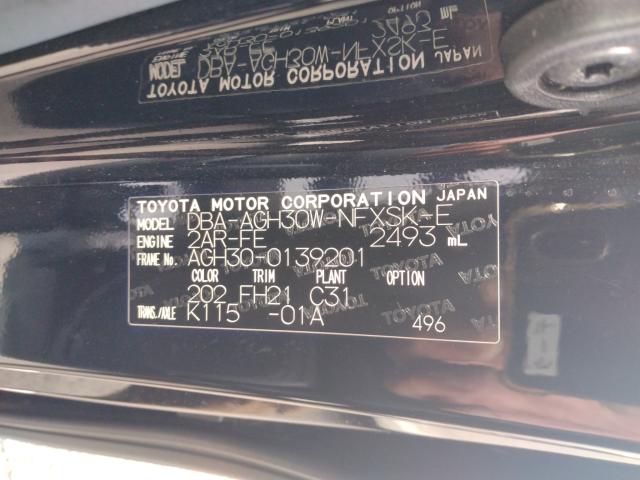 TOYOTA MOTOR CORPORATION JAPAN
MODEL DBA-AGH30W-NFXSK-E
ENGINE 2AR-FE 2493 mL
FRAME No. AGH30-0139201
COLOR TRIM PLANT OPTION
202 FH21 C31
TRANS./AXLE K115 -01A
496